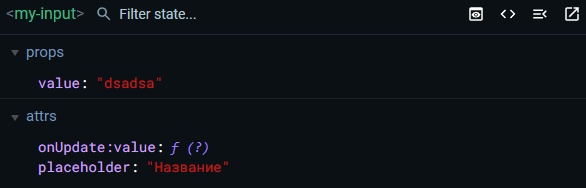 <my-input> Filter state...
props
value: "dsadsa"
attrs
onUpdate:value: ƒ (?)
placeholder: "Название"